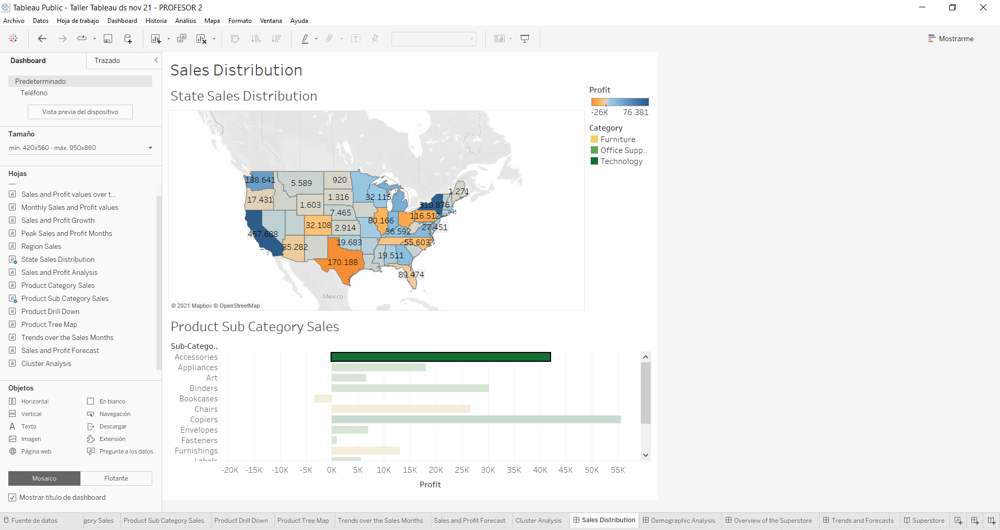 Tableau Public - Taller Tableau ds nov 21 - PROFESOR 2
Archivo Datos Hoja de trabajo Dashboard Historia Análisis Mapa Formato Ventana Ayuda
Mostrarme
Dashboard Trazado
Predeterminado
Teléfono
Vista previa del dispositivo
Tamaño
mín. 420x560 - máx. 950x860
Hojas
Sales and Profit values over t...
Monthly Sales and Profit values
Sales and Profit Growth
Peak Sales and Profit Months
Region Sales
State Sales Distribution
Sales and Profit Analysis
Product Category Sales
Product Sub Category Sales
Product Drill Down
Product Tree Map
Trends over the Sales Months
Sales and Profit Forecast
Cluster Analysis
Objetos
Horizontal En blanco
Vertical Navegación
Texto Descargar
Imagen Extensión
Página web Pregunte a los datos
Mosaico Flotante
Mostrar título de dashboard
Sales Distribution
State Sales Distribution
138.641
5.589
920
1.271
17.431
1.603
1.316
32.115
310.876
7.465
116.512
32.108
2.914
80.166
36.592
27.451
457.688
35.282
19.683
55.603
170.188
19.511
89.474
Mexico
© 2021 Mapbox © OpenStreetMap
Profit
-26K 76.381
Category
Furniture
Office Supp..
Technology
Product Sub Category Sales
Sub-Catego..
Accessories
Appliances
Art
Binders
Bookcases
Chairs
Copiers
Envelopes
Fasteners
Furnishings
Labels
-20K -15K -10K -5K 0K 5K 10K 15K 20K 25K 30K 35K 40K 45K 50K 55K
Profit
Fuente de datos gory Sales Product Sub Category Sales Product Drill Down Product Tree Map Trends over the Sales Months Sales and Profit Forecast Cluster Analysis Sales Distribution Demographic Analysis Overview of the Superstore Trends and Forecasts Superstore